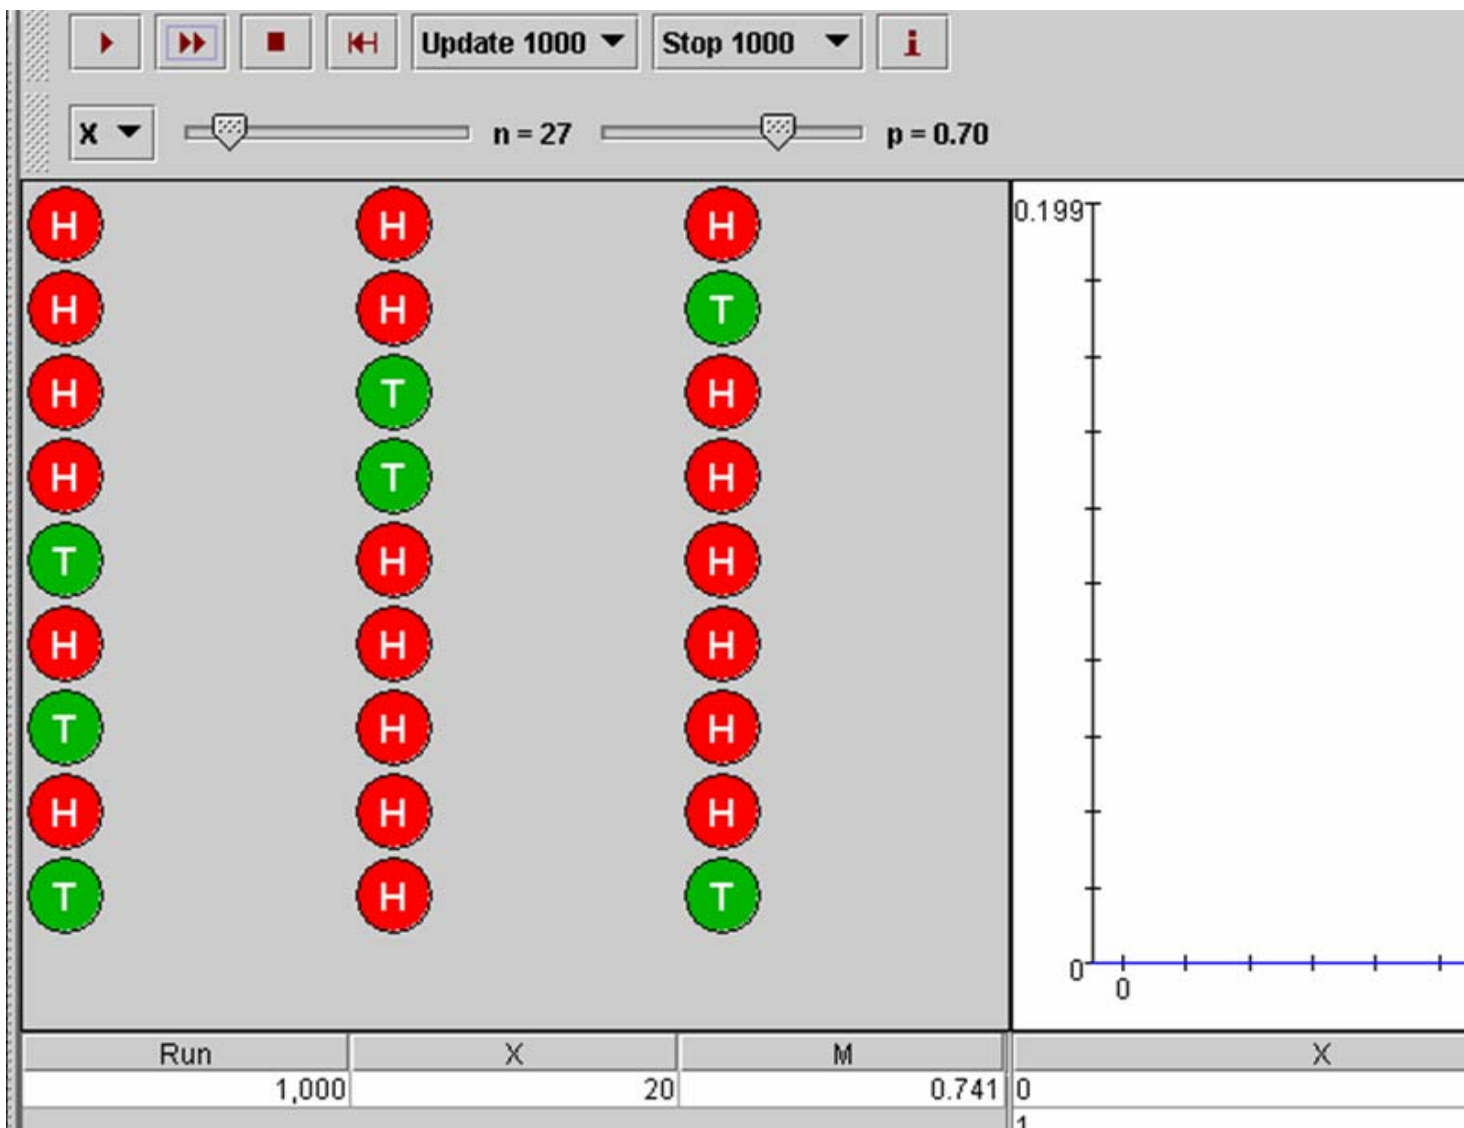 Update 1000 Stop 1000 i
X n = 27 p = 0.70
H H H 0.199
H H T
H T H
H T H
T H H
H H H
T H H
H H H
T H T
0
0
Run X M X
1,000 20 0.741 0
1